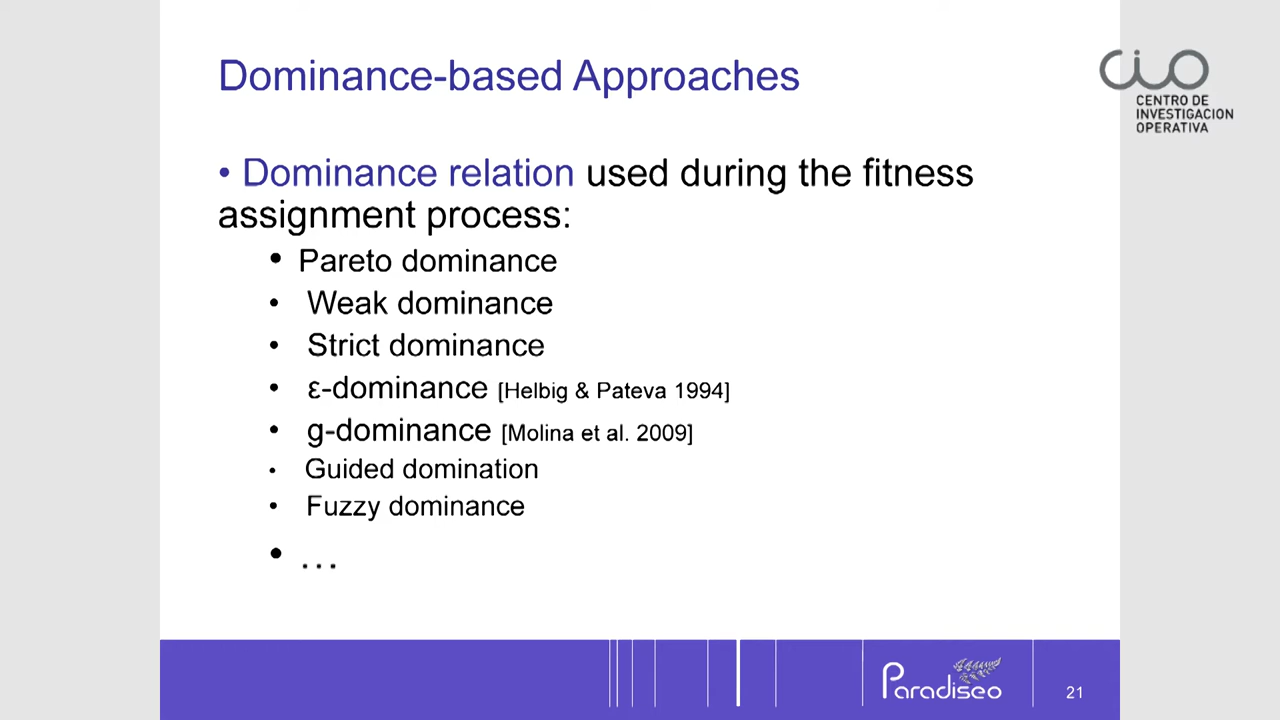 Dominance-based Approaches
CIO
CENTRO DE
INVESTIGACION
OPERATIVA
• Dominance relation used during the fitness
assignment process:
• Pareto dominance
• Weak dominance
• Strict dominance
• ε-dominance [Helbig & Pateva 1994]
• g-dominance [Molina et al. 2009]
• Guided domination
• Fuzzy dominance
• …
Paradiseo
21